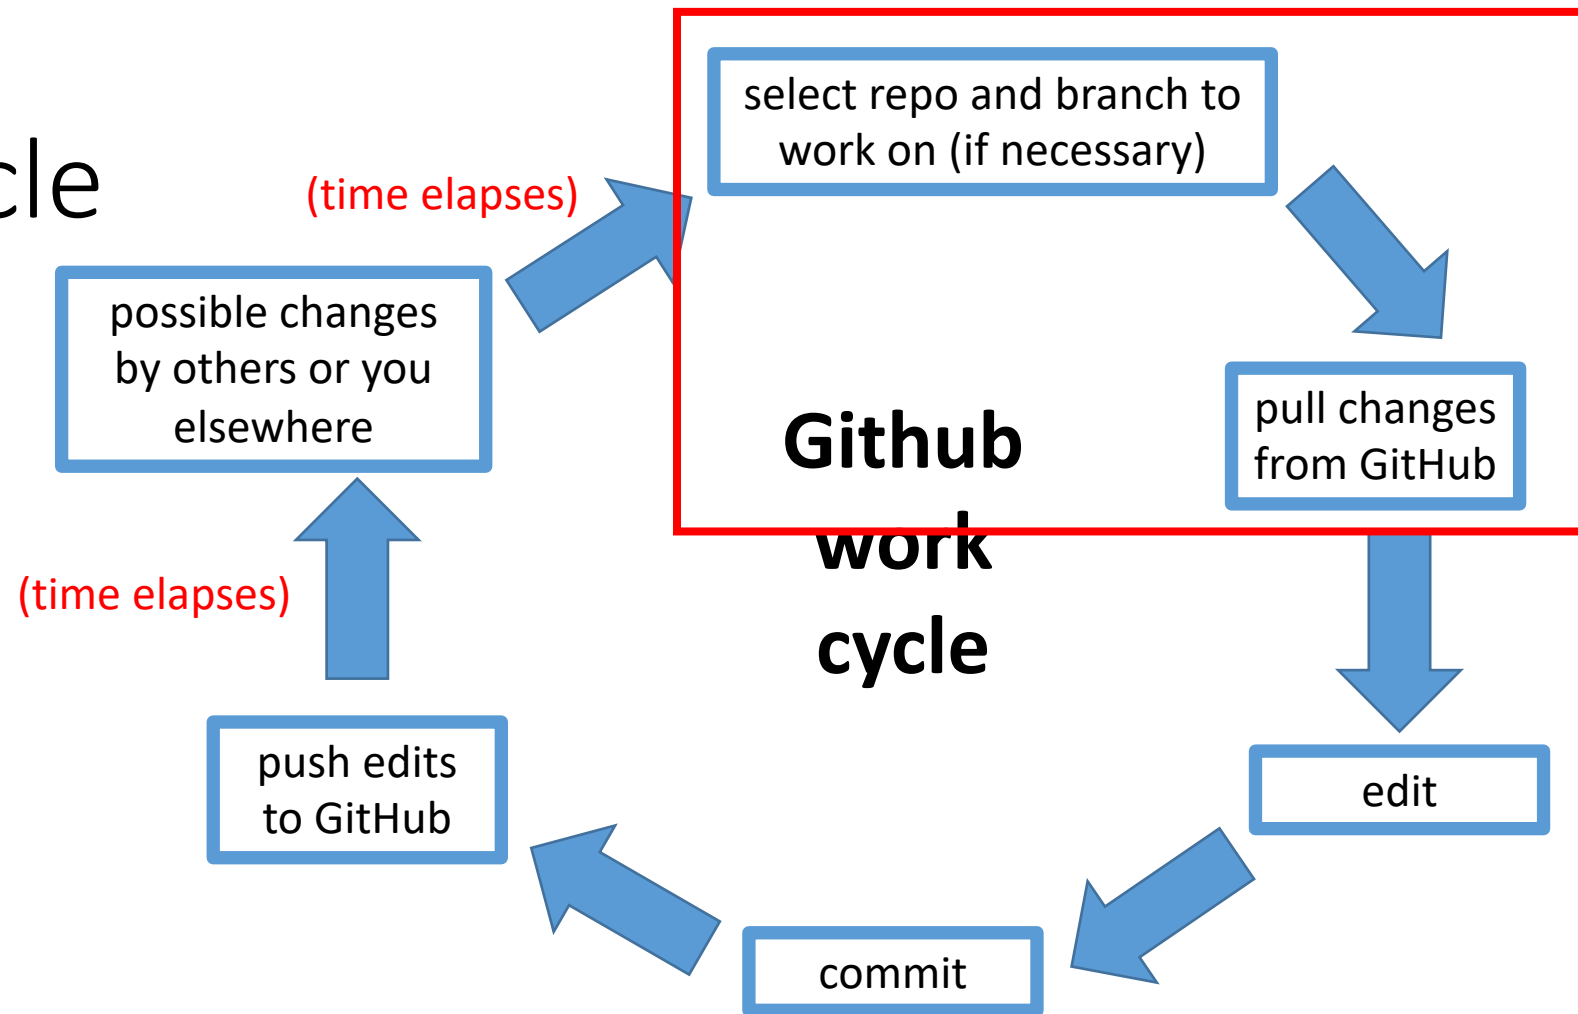 cle
select repo and branch to
work on (if necessary)
(time elapses)
possible changes
by others or you
elsewhere
pull changes
from GitHub
Github
work
cycle
(time elapses)
push edits
to GitHub
edit
commit